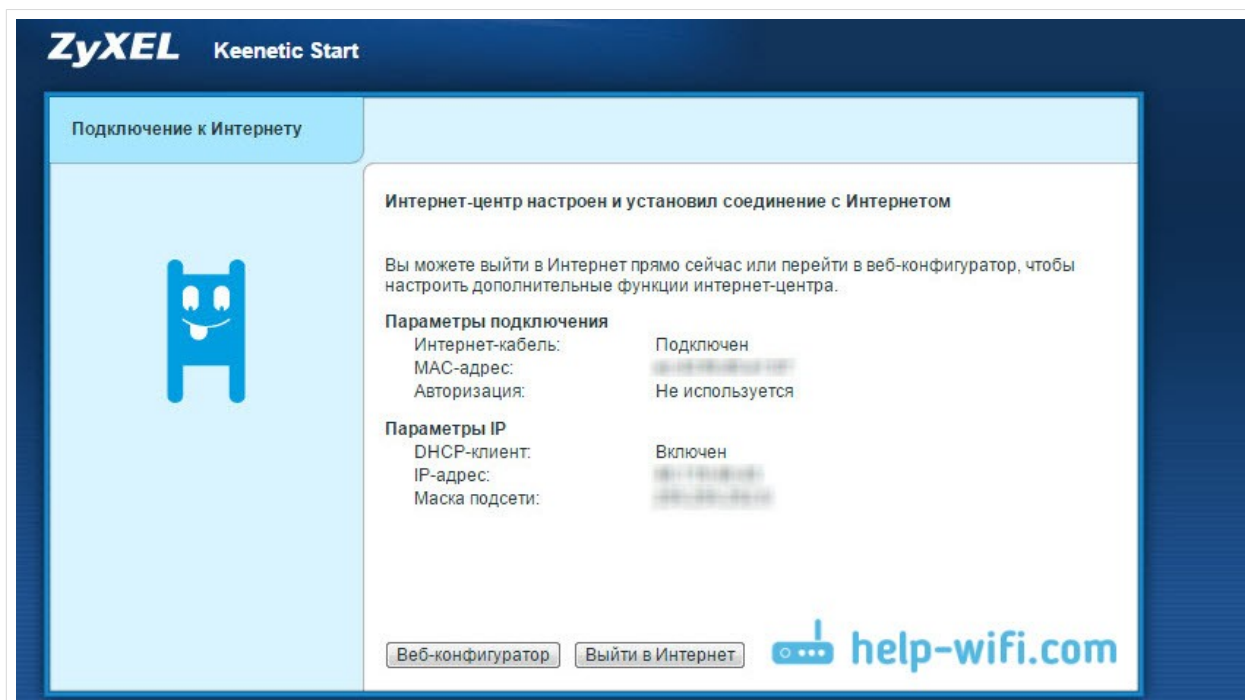 ZyXEL Keenetic Start
Подключение к Интернету
Интернет-центр настроен и установил соединение с Интернетом
Вы можете выйти в Интернет прямо сейчас или перейти в веб-конфигуратор, чтобы
настроить дополнительные функции интернет-центра.
Параметры подключения
Интернет-кабель: Подключен
MAC-адрес:
Авторизация: Не используется
Параметры IP
DHCP-клиент: Включен
IP-адрес:
Маска подсети:
Веб-конфигуратор Выйти в Интернет help-wifi.com